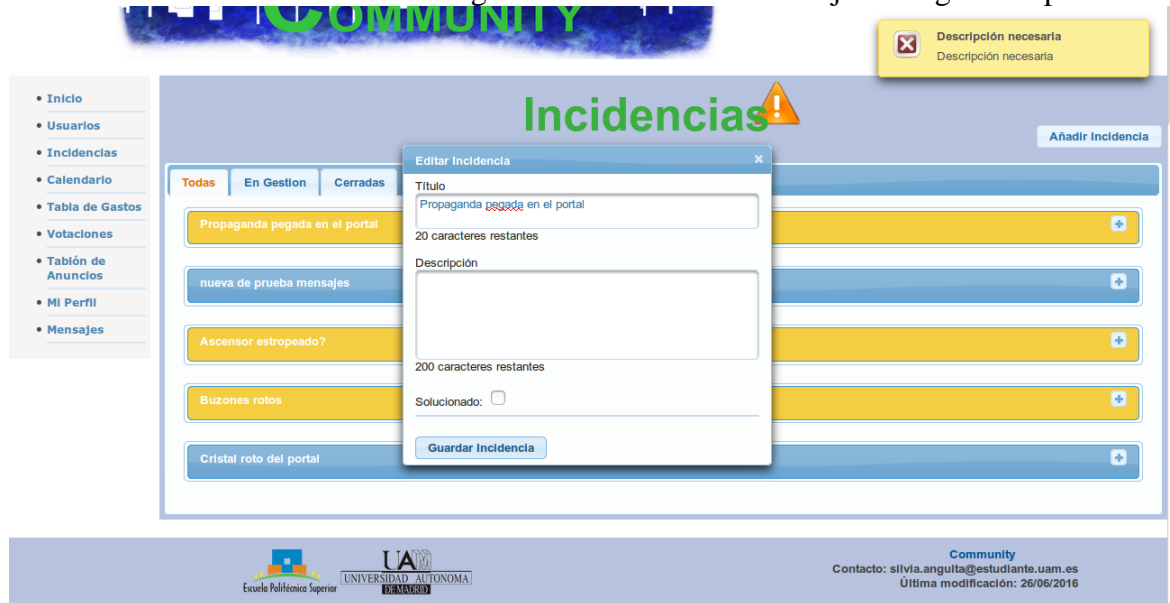 COMMUNITY
Descripción necesaria
Descripción necesaria
Inicio
Usuarios
Incidencias
Calendario
Tabla de Gastos
Votaciones
Tablón de
Anuncios
Mi Perfil
Mensajes
Incidencias
Añadir Incidencia
Todas
En Gestion
Cerradas
Propaganda pegada en el portal
nueva de prueba mensajes
Ascensor estropeado?
Buzones rotos
Cristal roto del portal
Editar Incidencia
Título
Propaganda pegada en el portal
20 caracteres restantes
Descripción
200 caracteres restantes
Solucionado:
Guardar Incidencia
Escuela Politécnica Superior
UAM
UNIVERSIDAD AUTONOMA
DE MADRID
Community
Contacto: silvia.anguita@estudiante.uam.es
Última modificación: 26/06/2016